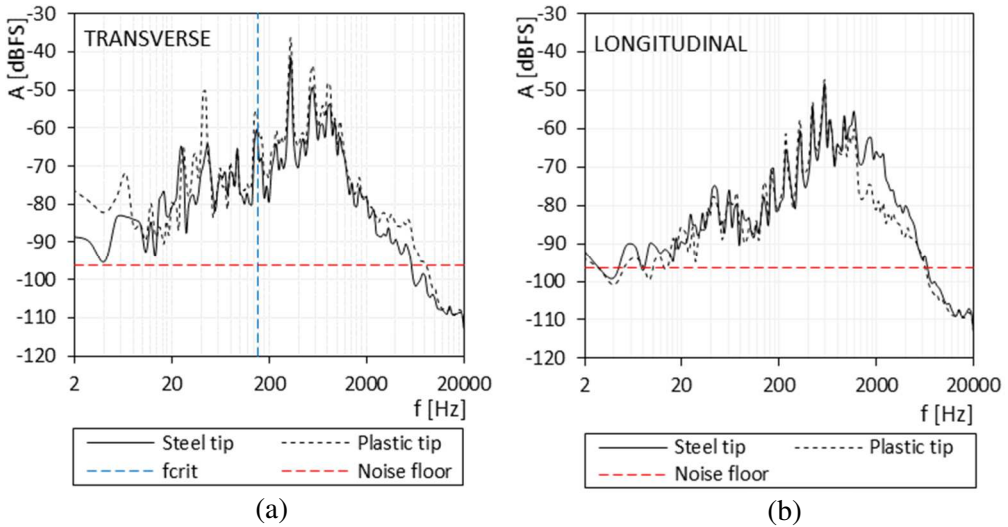 TRANSVERSE
A [dBFS]
-30
-40
-50
-60
-70
-80
-90
-100
-110
-120
2 20 200 2000 20000
f [Hz]
Steel tip Plastic tip
fcrit Noise floor
(a)
LONGITUDINAL
A [dBFS]
-30
-40
-50
-60
-70
-80
-90
-100
-110
-120
2 20 200 2000 20000
f [Hz]
Steel tip Plastic tip
Noise floor
(b)